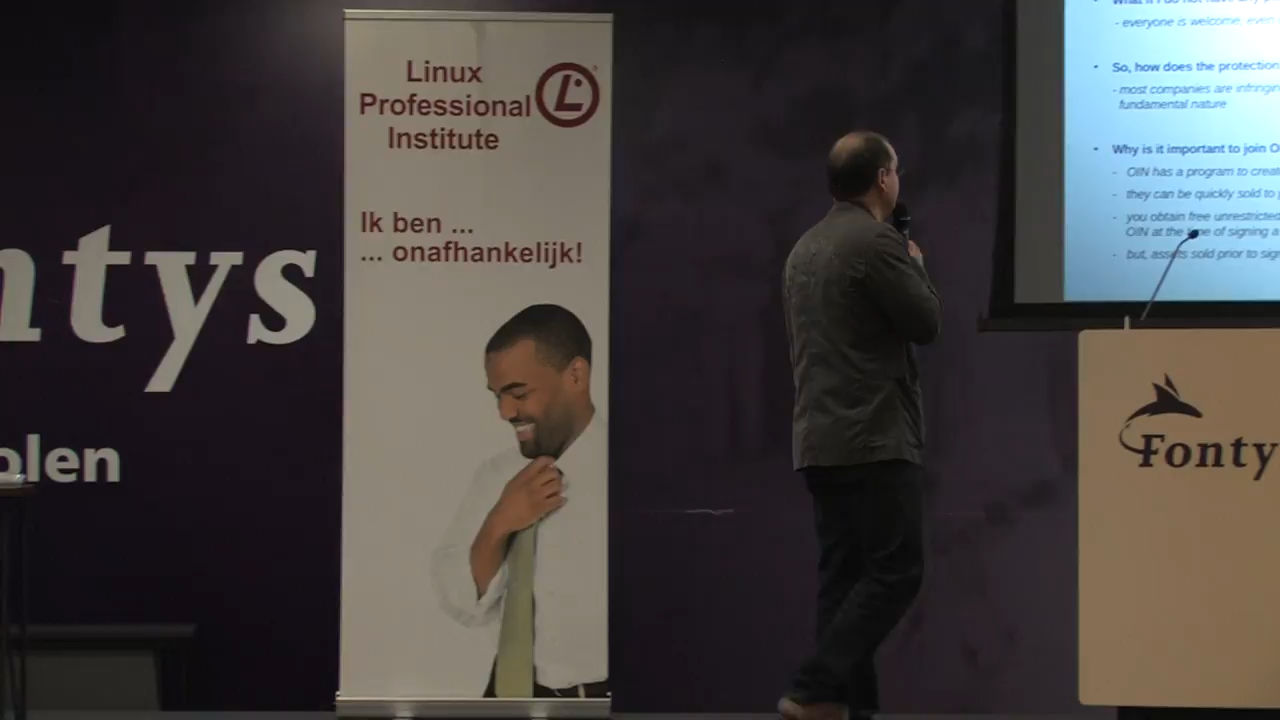 ntys
olen
Linux
Professional
Institute
Ik ben ...
... onafhankelijk!
- everyone is welcome, even
• So, how does the protection
- most companies are infringin
fundamental nature
• Why is it important to join O
- OIN has a program to creat
- they can be quickly sold to
- you obtain free unrestricted
OIN at the of signing a
- but, assets sold prior to sig
Fonty